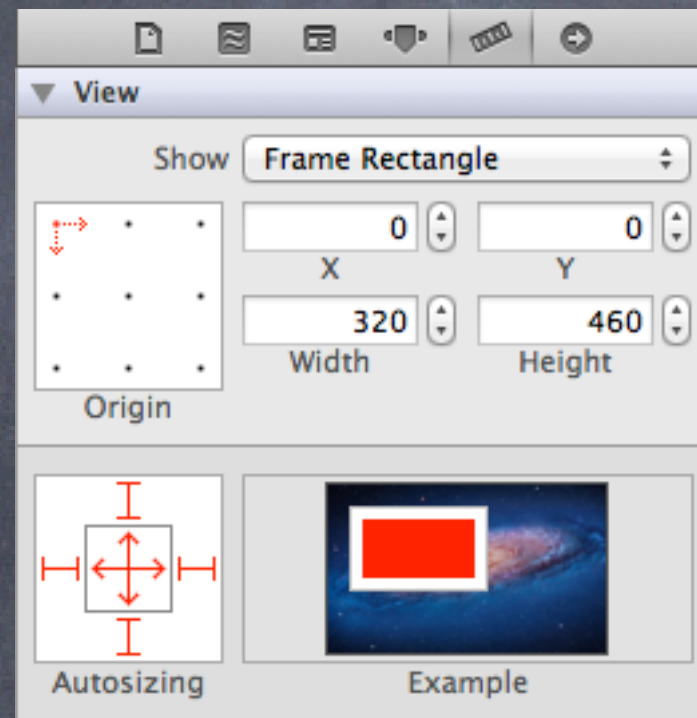 View
Show Frame Rectangle
0 0
X Y
320 460
Width Height
Origin
Autosizing Example